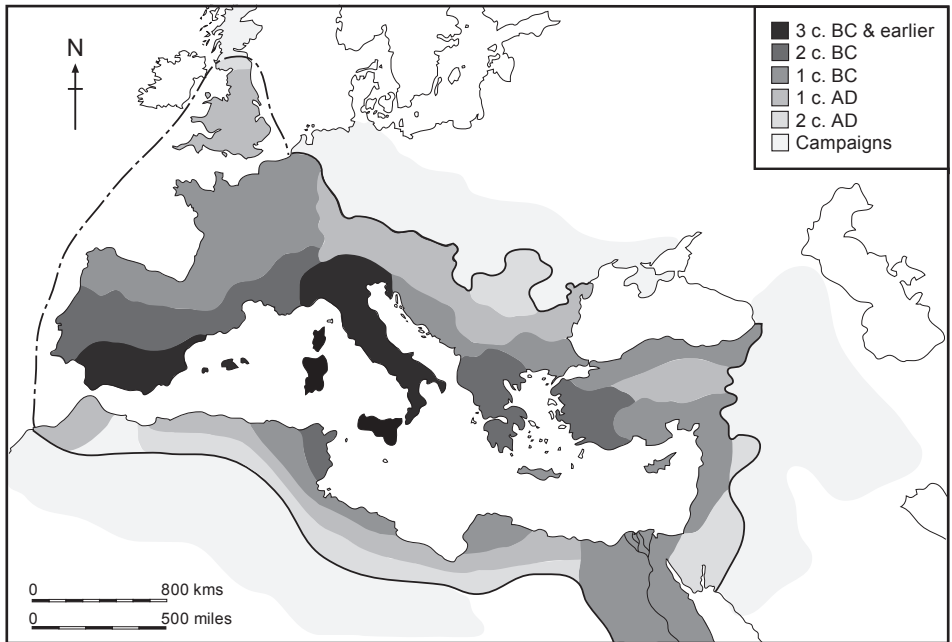 N
3 c. BC & earlier
2 c. BC
1 c. BC
1 c. AD
2 c. AD
Campaigns
0 800 kms
0 500 miles